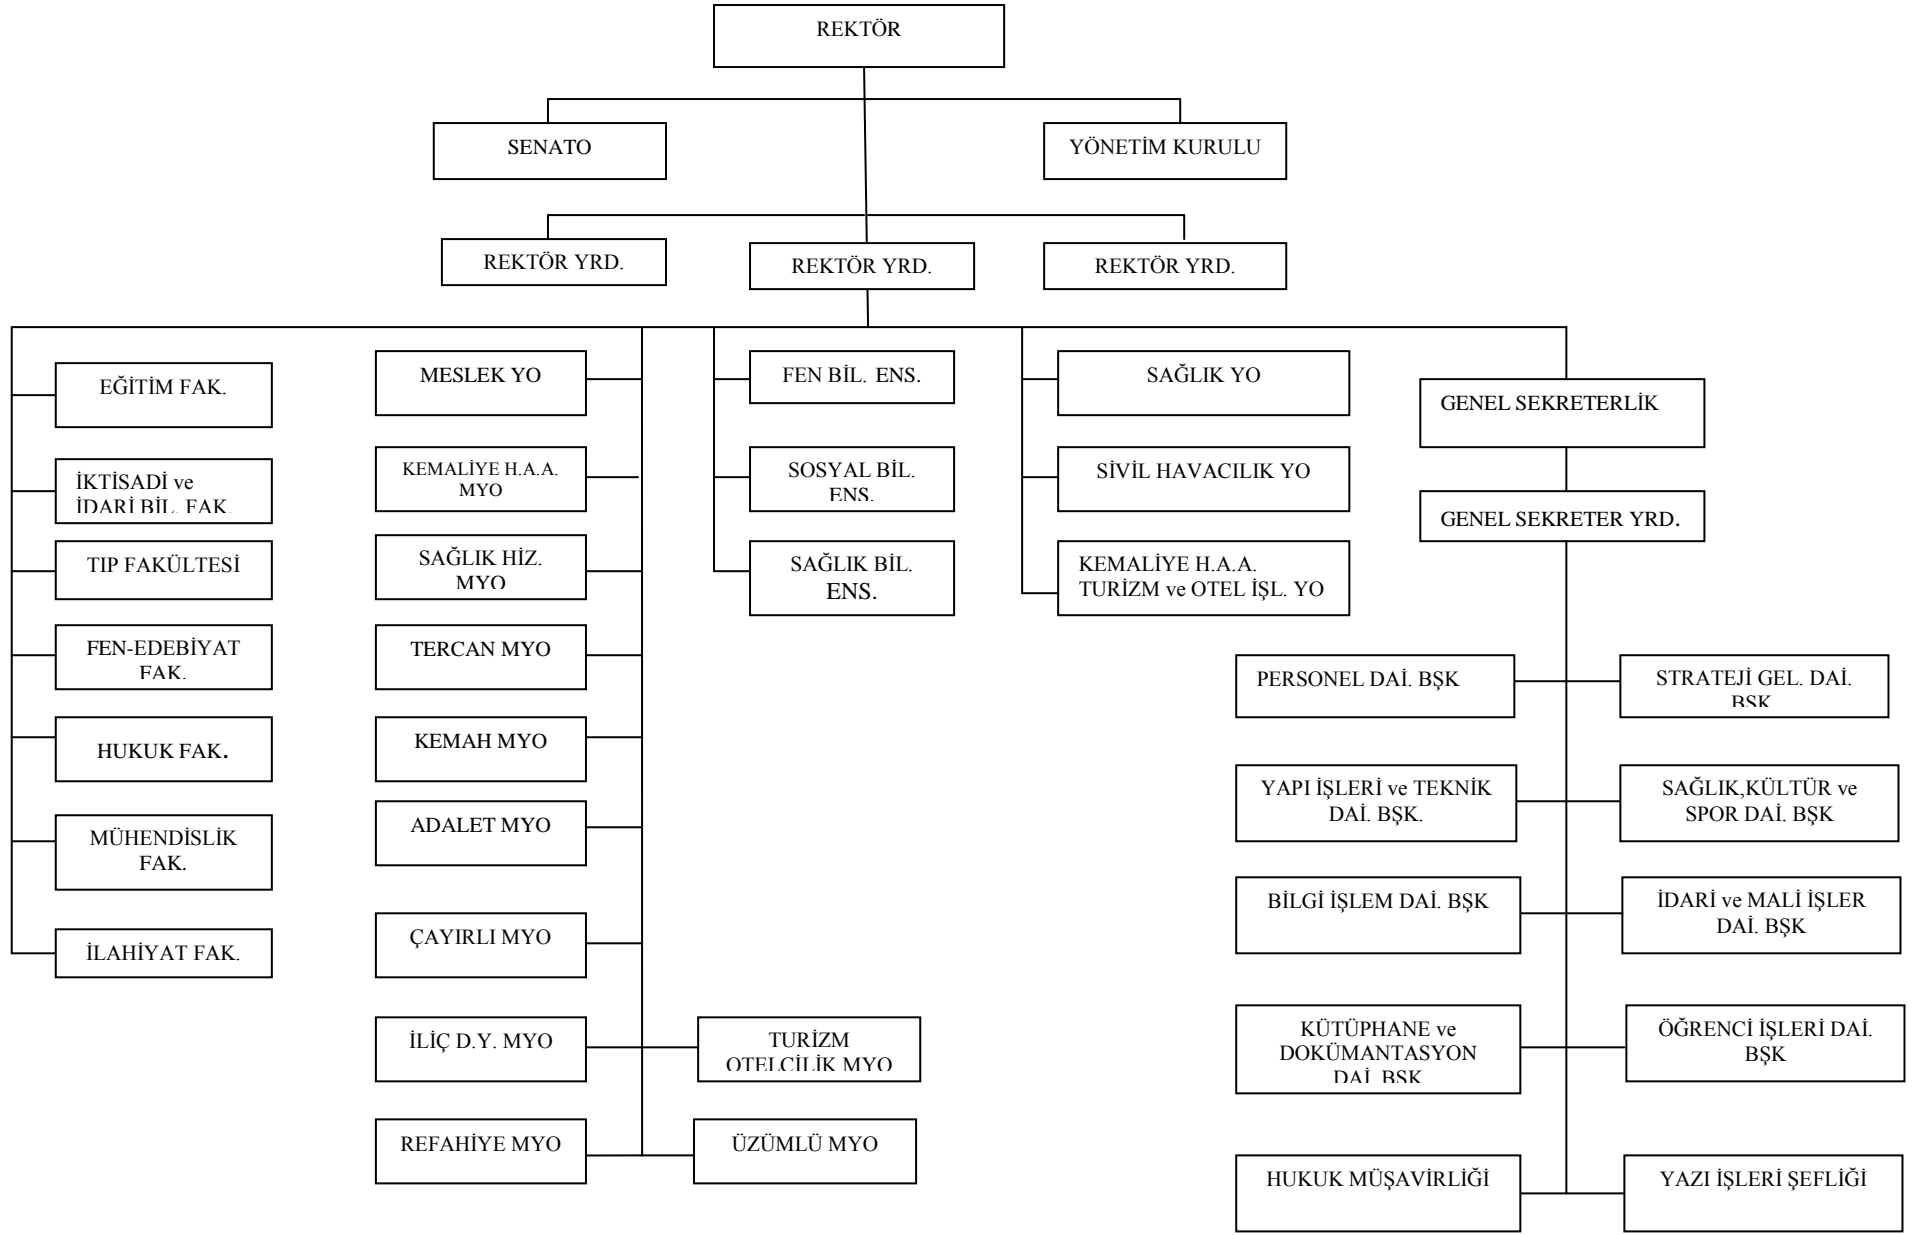 REKTÖR
SENATO
YÖNETİM KURULU
REKTÖR YRD.
REKTÖR YRD.
REKTÖR YRD.
EĞİTİM FAK.
İKTİSADİ ve
İDARİ BİL. FAK.
TIP FAKÜLTESİ
FEN-EDEBİYAT
FAK.
HUKUK FAK.
MÜHENDİSLİK
FAK.
İLAHİYAT FAK.
MESLEK YO
KEMALİYE H.A.A.
MYO
SAĞLIK HİZ.
MYO
TERCAN MYO
KEMAH MYO
ADALET MYO
ÇAYIRLI MYO
İLİÇ D.Y. MYO
REFAHİYE MYO
TURİZM
OTELCİLİK MYO
ÜZÜMLÜ MYO
FEN BİL. ENS.
SOSYAL BİL.
ENS.
SAĞLIK BİL.
ENS.
SAĞLIK YO
SİVİL HAVACILIK YO
KEMALİYE H.A.A.
TURİZM ve OTEL İŞL. YO
GENEL SEKRETERLİK
GENEL SEKRETER YRD.
PERSONEL DAİ. BŞK
STRATEJİ GEL. DAİ.
BŞK
YAPI İŞLERİ ve TEKNİK
DAİ. BŞK.
SAĞLIK,KÜLTÜR ve
SPOR DAİ. BŞK
BİLGİ İŞLEM DAİ. BŞK
İDARİ ve MALİ İŞLER
DAİ. BŞK
KÜTÜPHANE ve
DOKÜMANTASYON
DAİ. BŞK
ÖĞRENCİ İŞLERİ DAİ.
BŞK
HUKUK MÜŞAVİRLİĞİ
YAZI İŞLERİ ŞEFLİĞİ